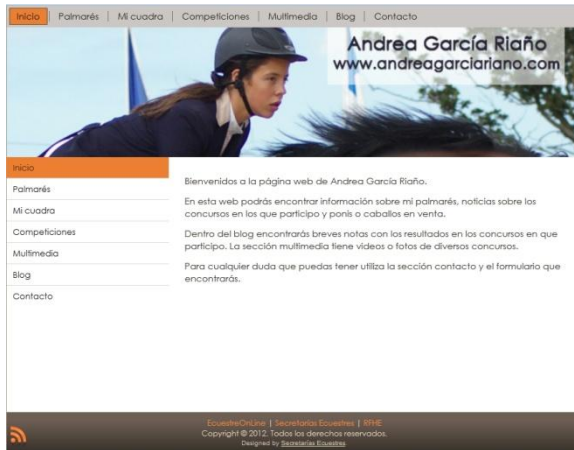 Inicio | Palmarés | Mi cuadra | Competiciones | Multimedia | Blog | Contacto
Andrea García Riaño
www.andreagarciariano.com
Inicio
Palmarés
Mi cuadra
Competiciones
Multimedia
Blog
Contacto
Bienvenidos a la página web de Andrea García Riaño.
En esta web podrás encontrar información sobre mi palmarés, noticias sobre los
concursos en los que participo y ponis o caballos en venta.
Dentro del blog encontrarás breves notas con los resultados en los concursos en que
participo. La sección multimedia tiene videos o fotos de diversos concursos.
Para cualquier duda que puedas tener utiliza la sección contacto y el formulario que
encontrarás.
EcuestreOnLine | Secretarías Ecuestres | RFHE
Copyright © 2012. Todos los derechos reservados.
Designed by Secretarías Ecuestres